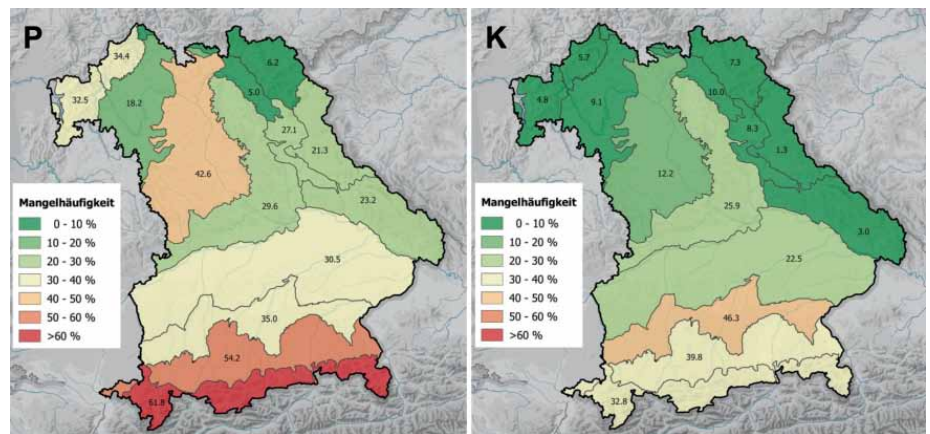 P
34.4
6.2
5.0
32.5
18.2
27.1
21.3
42.6
23.2
29.6
30.5
35.0
54.2
61.8
Mangelhäufigkeit
0 - 10 %
10 - 20 %
20 - 30 %
30 - 40 %
40 - 50 %
50 - 60 %
>60 %
K
5.7
7.3
10.0
4.8
9.1
8.3
1.3
12.2
25.9
3.0
22.5
46.3
39.8
32.8
Mangelhäufigkeit
0 - 10 %
10 - 20 %
20 - 30 %
30 - 40 %
40 - 50 %
50 - 60 %
>60 %